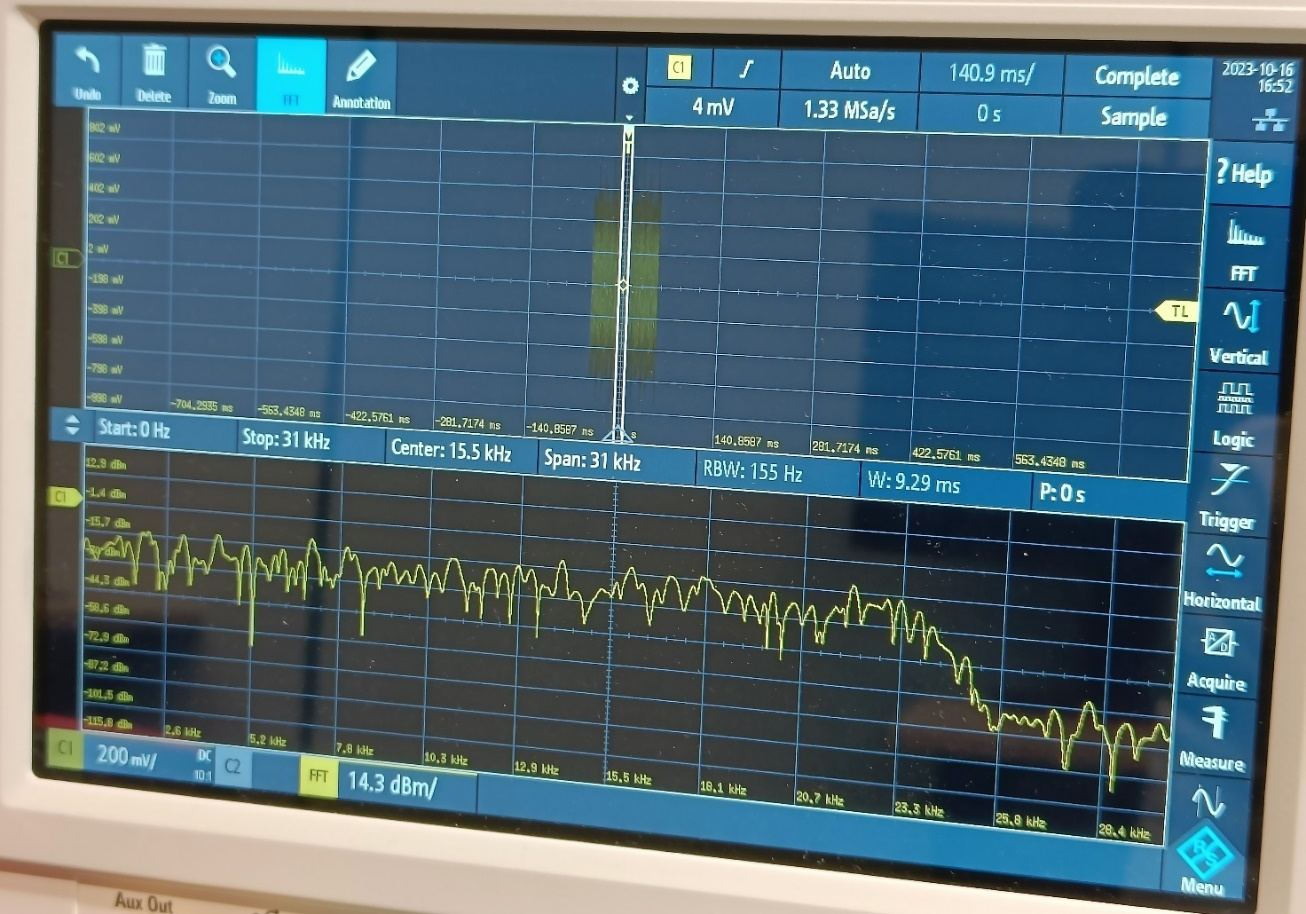 Undo
Delete
Zoom
FFT
Annotation
C1
Auto
140.9 ms/
Complete
4 mV
1.33 MSa/s
0 s
Sample
2023-10-16
16:52
802 mV
602 mV
402 mV
202 mV
2 mV
-198 mV
-398 mV
-598 mV
-798 mV
-998 mV
C1
TL
-704.2935 ms
-563.4348 ms
-422.5761 ms
-281.7174 ms
-140.8587 ms
s
140.8587 ms
281.7174 ms
422.5761 ms
563.4348 ms
Start: 0 Hz
Stop: 31 kHz
Center: 15.5 kHz
Span: 31 kHz
RBW: 155 Hz
W: 9.29 ms
P: 0 s
12.9 dBm
-1.4 dBm
-15.7 dBm
-44.3 dBm
-58.6 dBm
-72.9 dBm
-87.2 dBm
-101.5 dBm
-115.8 dBm
C1
2.6 kHz
5.2 kHz
7.8 kHz
10.3 kHz
12.9 kHz
15.5 kHz
18.1 kHz
20.7 kHz
23.3 kHz
25.8 kHz
28.4 kHz
C1
200 mV/
DC
10:1
C2
FFT
14.3 dBm/
? Help
FFT
Vertical
Logic
Trigger
Horizontal
Acquire
Measure
R&S
Menu
Aux Out